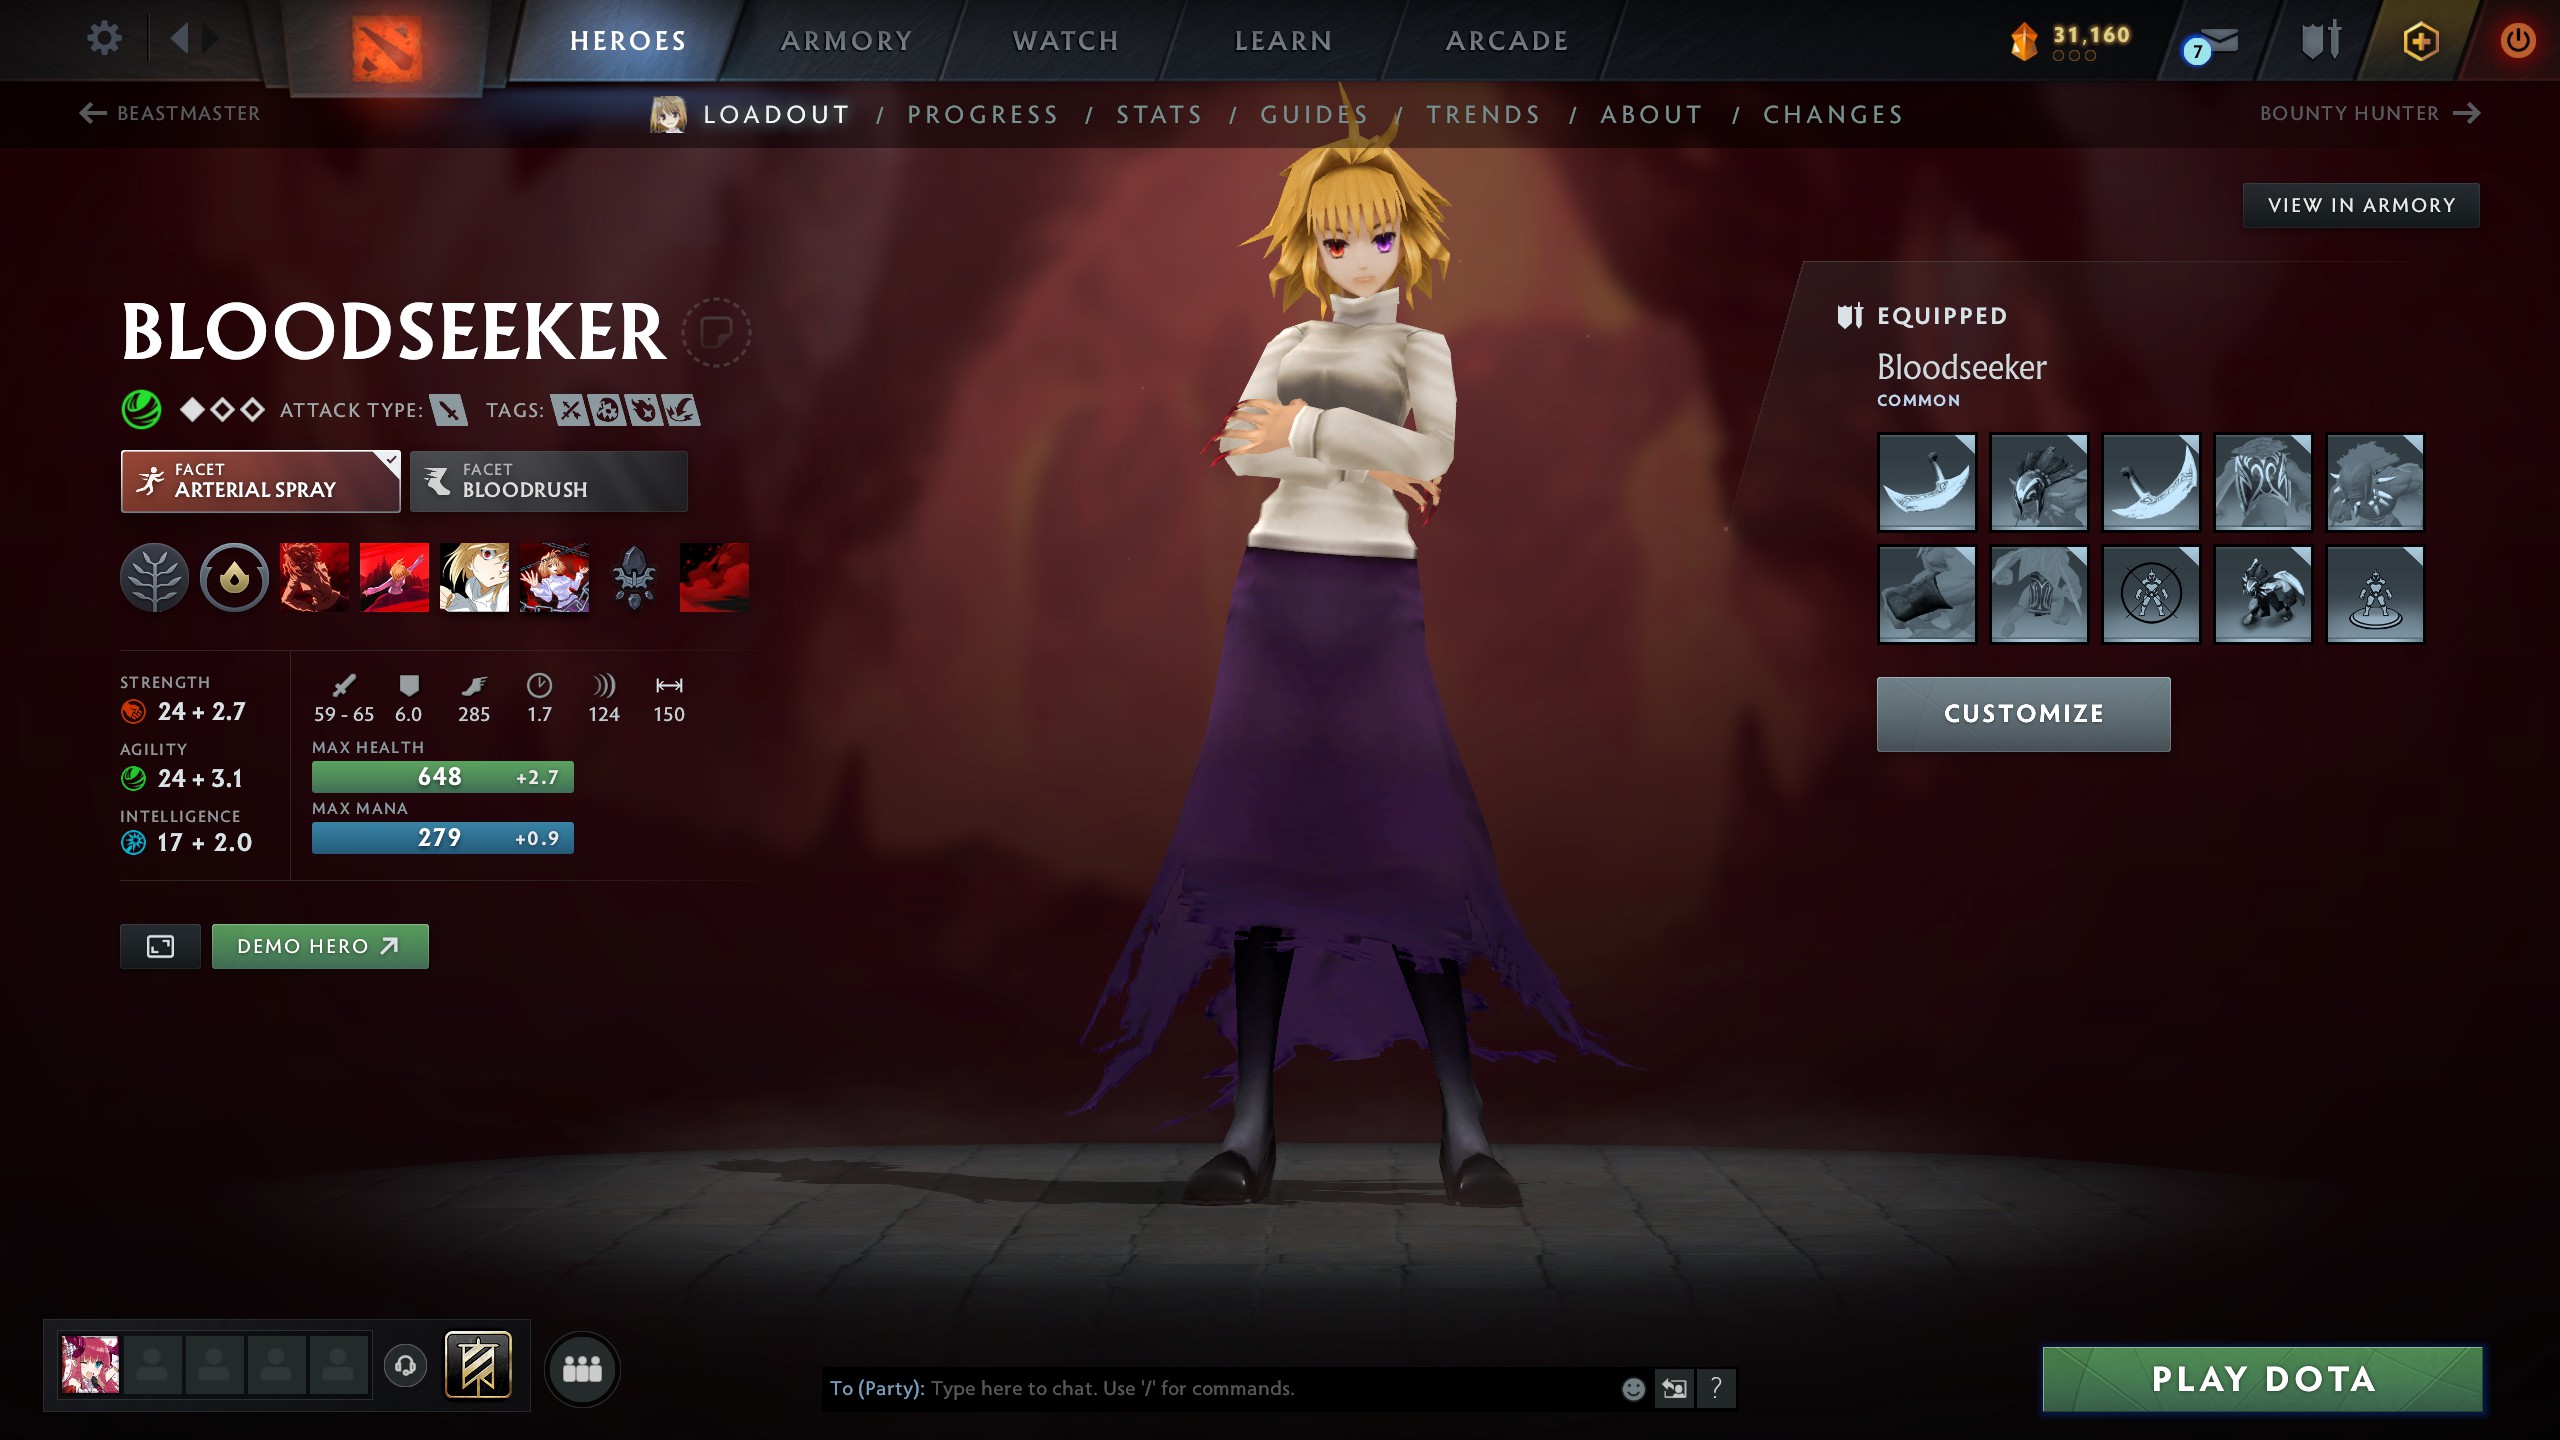 HEROES
ARMORY
WATCH
LEARN
ARCADE
31,160
7
BEASTMASTER
LOADOUT / PROGRESS / STATS / GUIDES / TRENDS / ABOUT / CHANGES
BOUNTY HUNTER
VIEW IN ARMORY
BLOODSEEKER
ATTACK TYPE:
TAGS:
FACET
ARTERIAL SPRAY
FACET
BLOODRUSH
STRENGTH
24 + 2.7
AGILITY
24 + 3.1
INTELLIGENCE
17 + 2.0
59 - 65 6.0 285 1.7 124 150
MAX HEALTH
648 +2.7
MAX MANA
279 +0.9
DEMO HERO
EQUIPPED
Bloodseeker
COMMON
CUSTOMIZE
To (Party): Type here to chat. Use '/' for commands.
?
PLAY DOTA